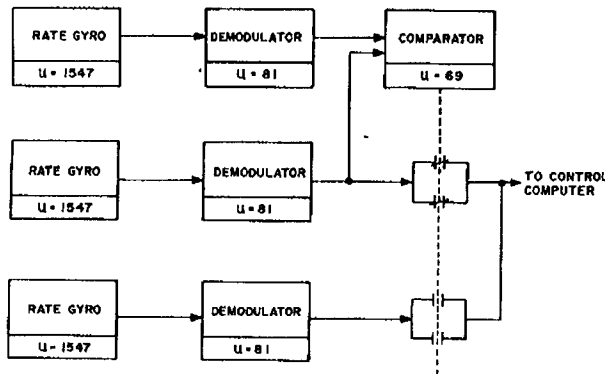 RATE GYRO
u = 1547
DEMODULATOR
u = 81
COMPARATOR
u = 69
RATE GYRO
u = 1547
DEMODULATOR
u = 81
TO CONTROL
COMPUTER
RATE GYRO
u - 1547
DEMODULATOR
u = 81